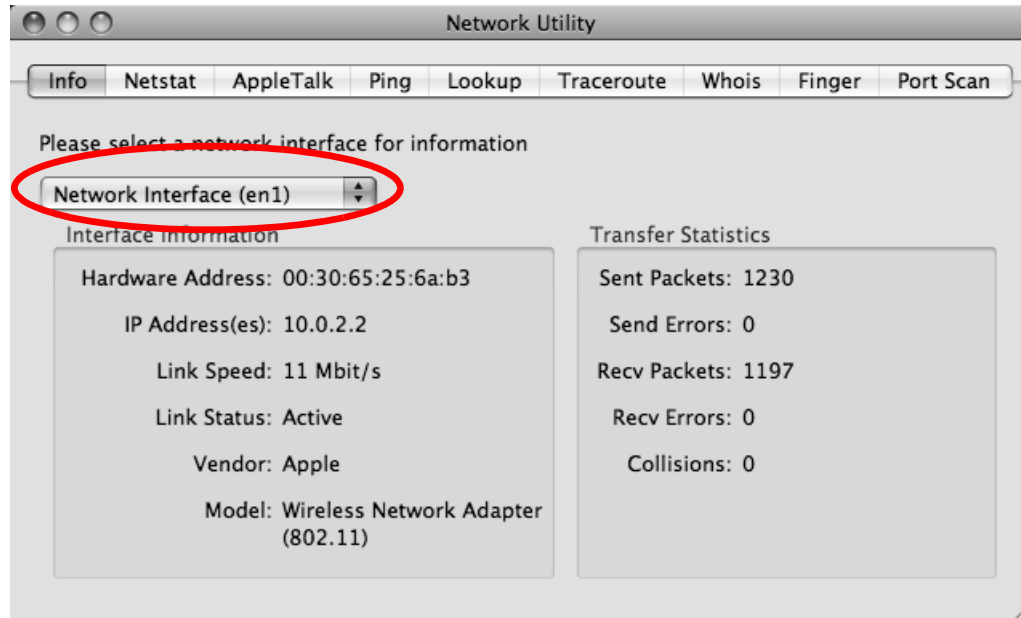 Network Utility
Info Netstat AppleTalk Ping Lookup Traceroute Whois Finger Port Scan
Please select a network interface for information
Network Interface (en1)
Interface Information
Hardware Address: 00:30:65:25:6a:b3
IP Address(es): 10.0.2.2
Link Speed: 11 Mbit/s
Link Status: Active
Vendor: Apple
Model: Wireless Network Adapter
(802.11)
Transfer Statistics
Sent Packets: 1230
Send Errors: 0
Recv Packets: 1197
Recv Errors: 0
Collisions: 0